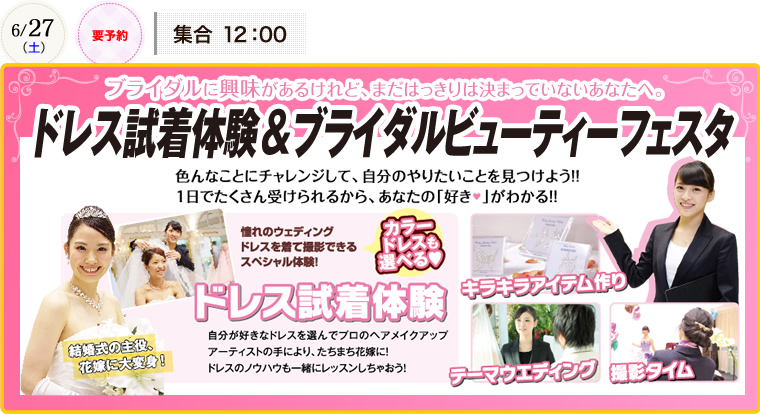 6/27
(土)
要予約
集合 12:00
ブライダルに興味があるけれど、まだはっきりは決まっていないあなたへ。
ドレス試着体験&ブライダルビューティーフェスタ
色んなことにチャレンジして、自分のやりたいことを見つけよう!!
1日でたくさん受けられるから、あなたの「好き♥」がわかる!!
憧れのウェディング
ドレスを着て撮影できる
スペシャル体験!
カラー
ドレスも
選べる♥
ドレス試着体験
自分が好きなドレスを選んでプロのヘアメイクアップ
アーティストの手により、たちまち花嫁に!
ドレスのノウハウも一緒にレッスンしちゃおう!
結婚式の主役、
花嫁に大変身!
キラキラアイテム作り
テーマウエディング
撮影タイム